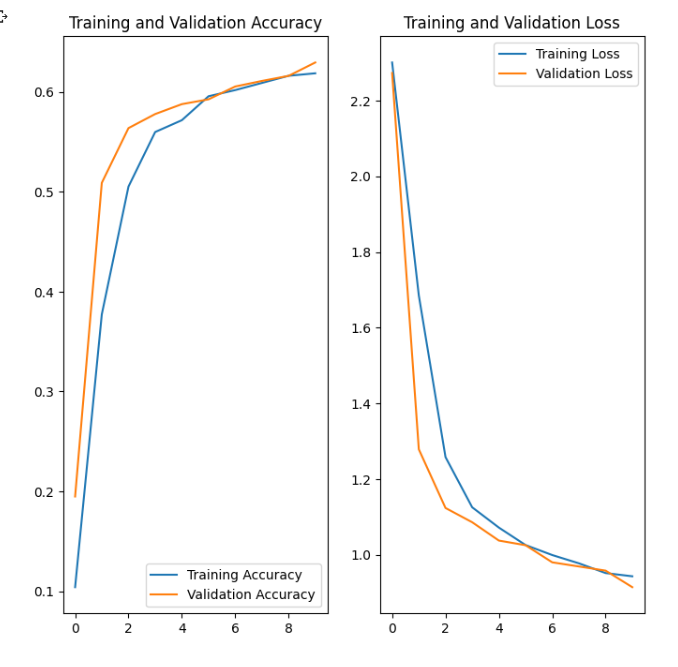 Training and Validation Accuracy
0.6
0.5
0.4
0.3
0.2
0.1
0 2 4 6 8
Training Accuracy
Validation Accuracy
Training and Validation Loss
2.2
2.0
1.8
1.6
1.4
1.2
1.0
0 2 4 6 8
Training Loss
Validation Loss